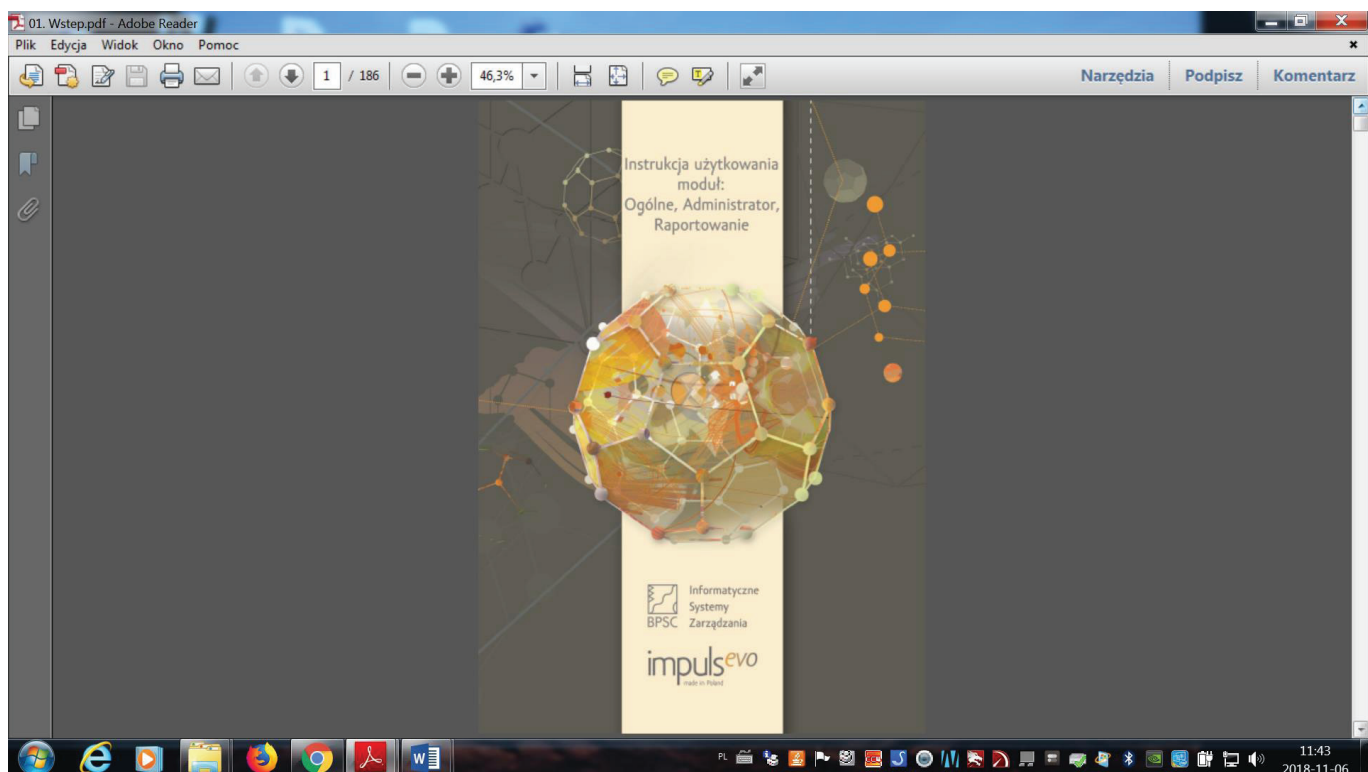 01. Wstep.pdf - Adobe Reader
Plik Edycja Widok Okno Pomoc
1 / 186 46,3% Narzędzia Podpisz Komentarz
Instrukcja użytkowania
moduł:
Ogólne, Administrator,
Raportowanie
Informatyczne
Systemy
BPSC Zarządzania
impulsevo
made in Poland
PL 11:43
2018-11-06